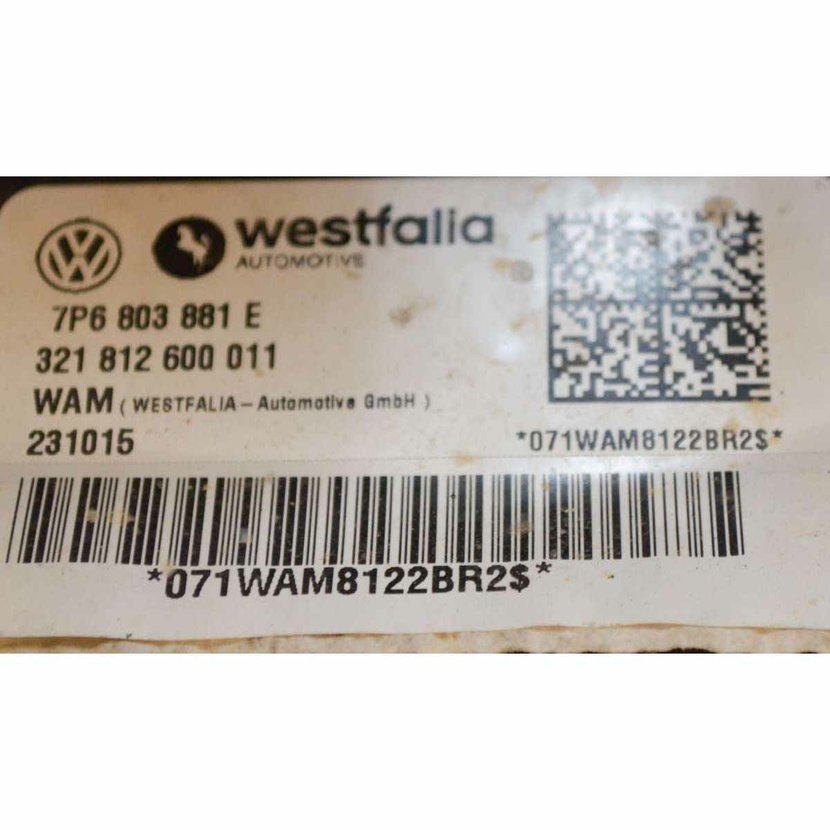 westfalia
AUTOMOTIVE
7P6 803 881 E
321 812 600 011
WAM ( WESTFALIA – Automotive GmbH )
231015
*071WAM8122BR2$*
*071WAM8122BR2$*